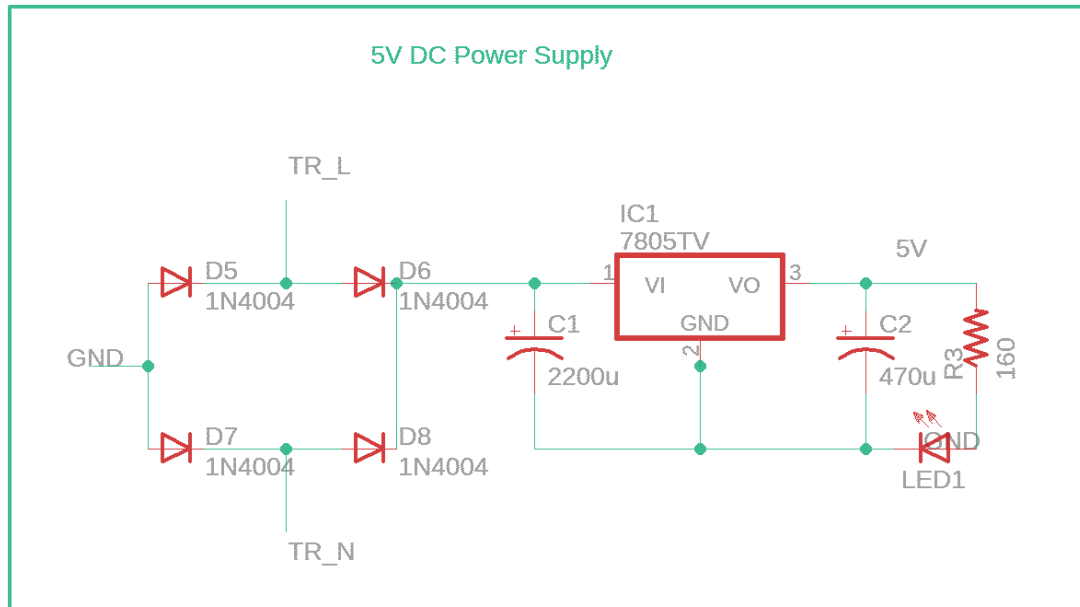 5V DC Power Supply
TR_L
IC1
7805TV
5V
D5
1N4004
D6
1N4004
1
VI
VO
3
GND
2
+
C1
2200u
+
C2
470u
R3
160
GND
D7
1N4004
D8
1N4004
GND
LED1
TR_N